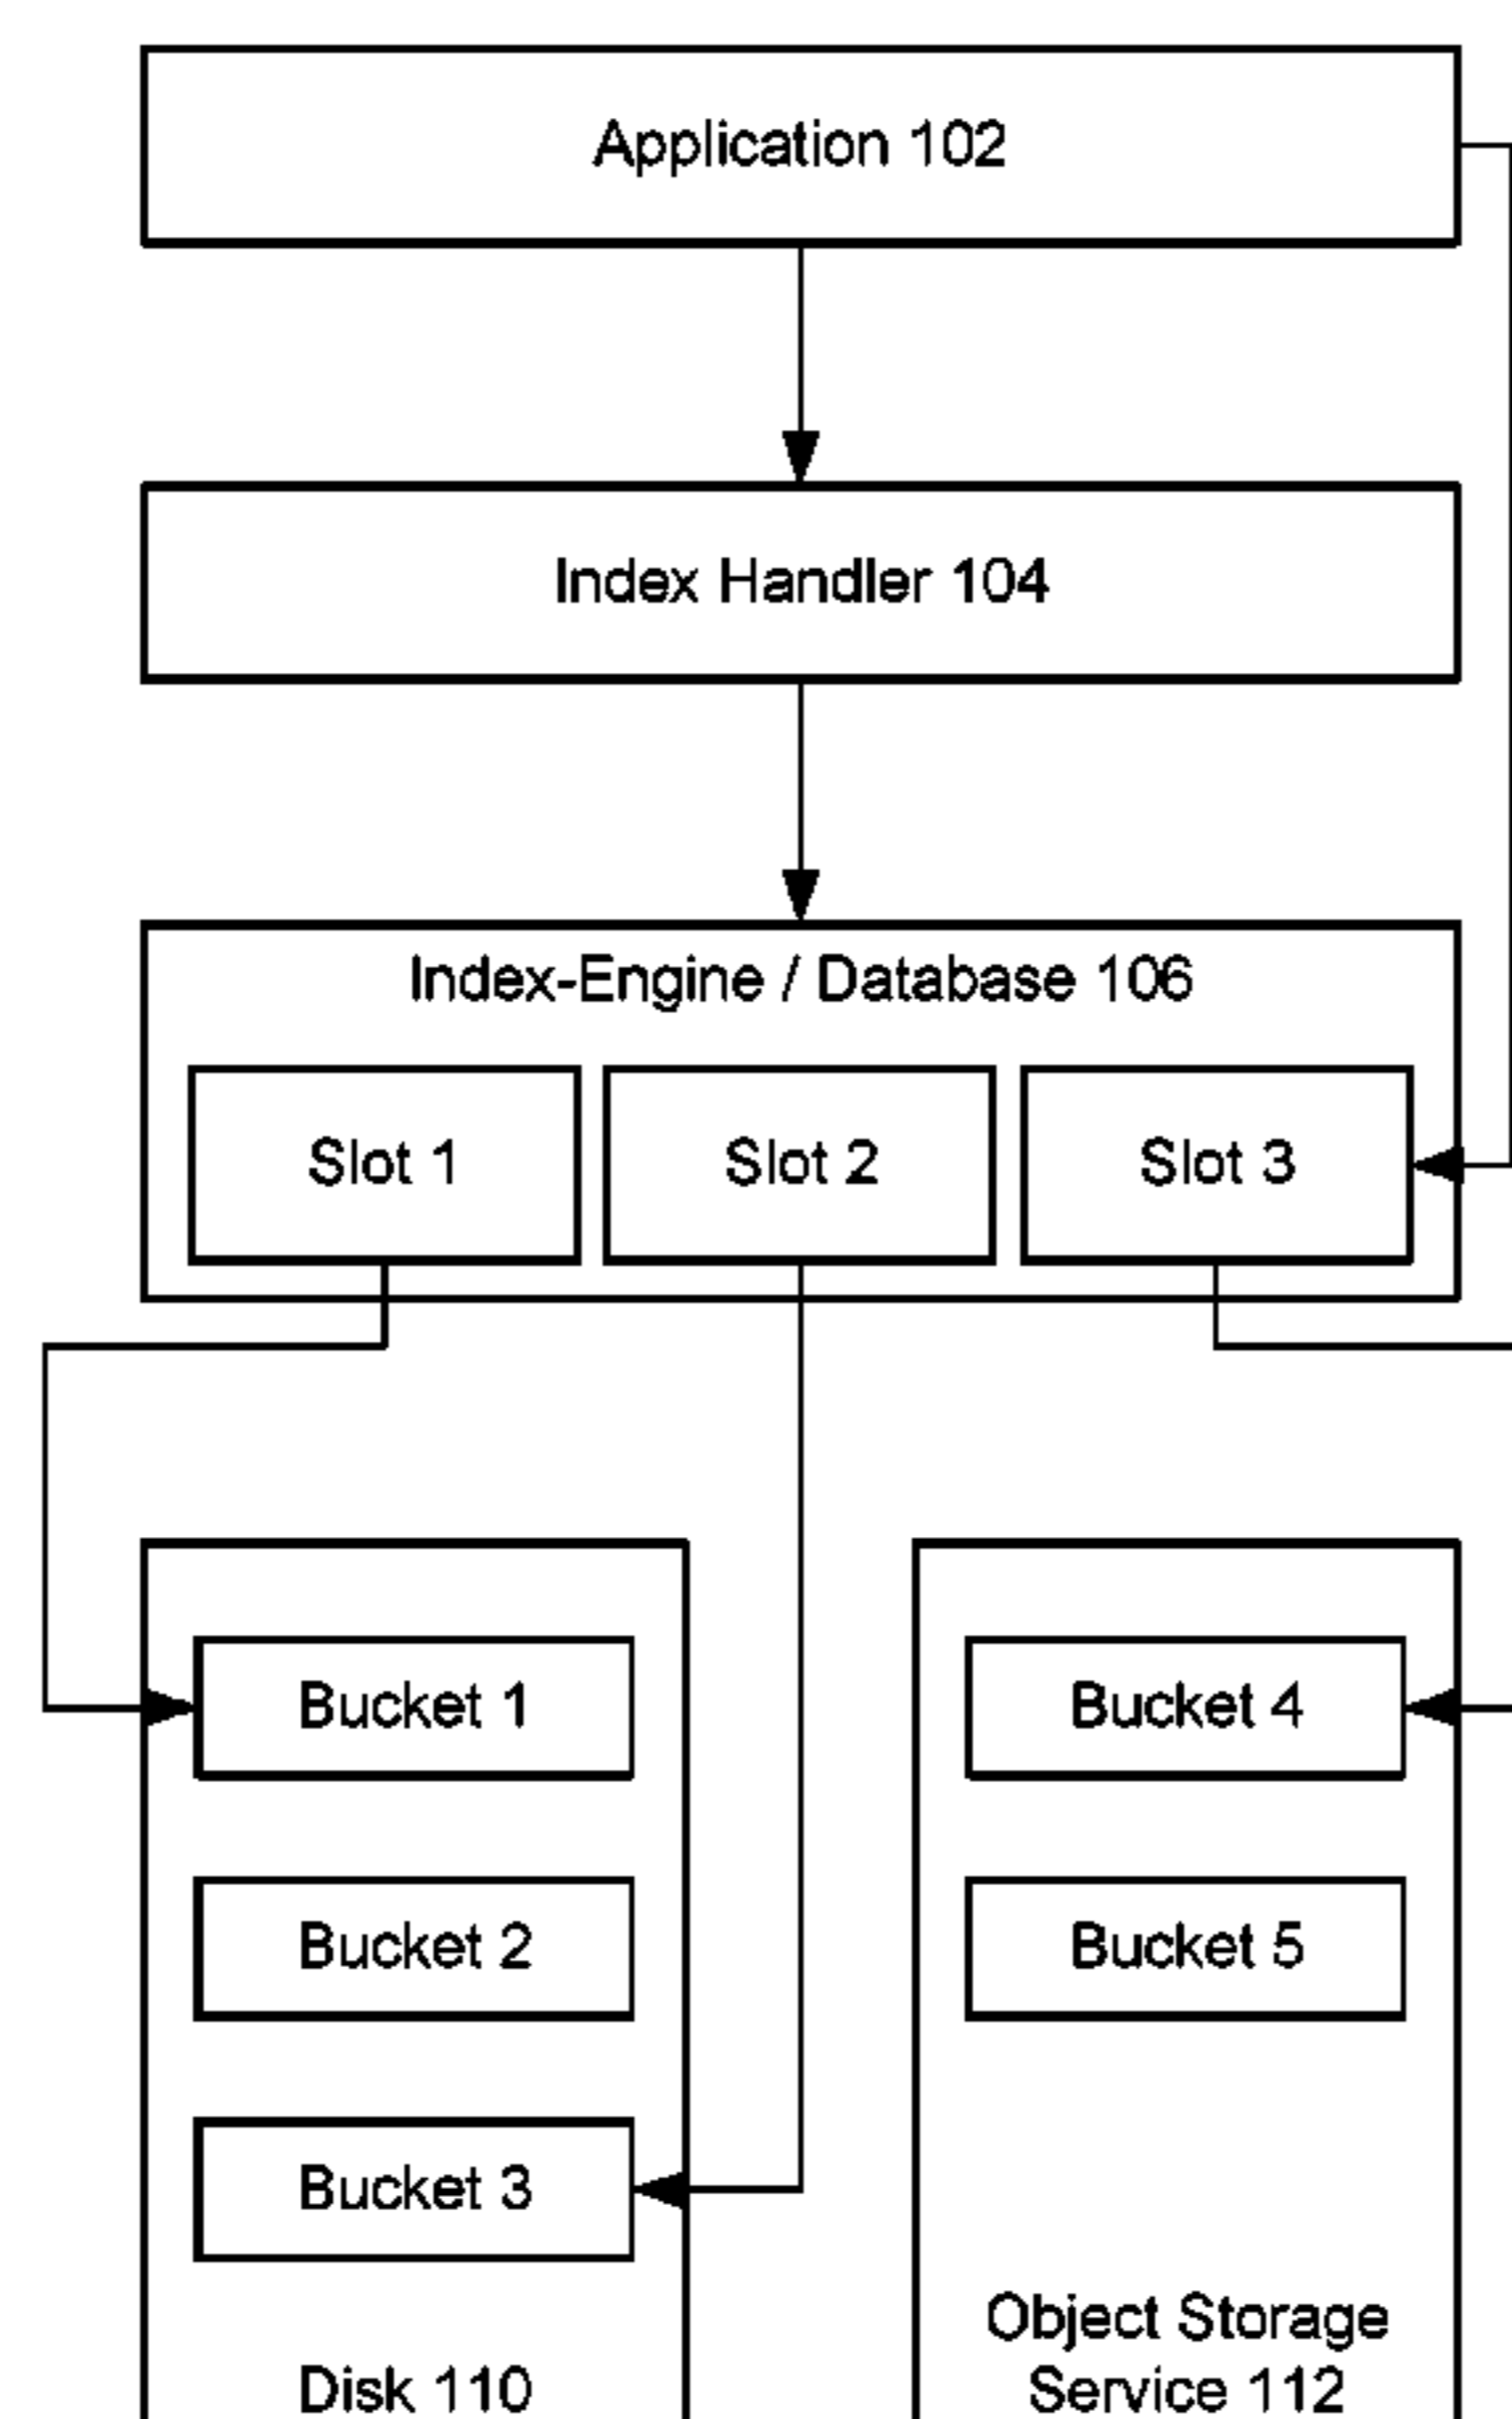 Application 102
Index Handler 104
Index-Engine / Database 106
Slot 1
Slot 2
Slot 3
Bucket 1
Bucket 2
Bucket 3
Disk 110
Bucket 4
Bucket 5
Object Storage
Service 112